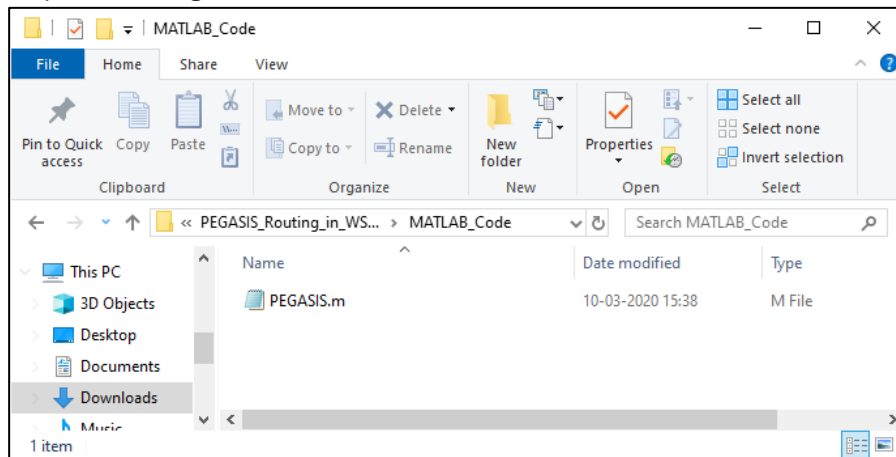 MATLAB_Code
File Home Share View
Pin to Quick access
Copy
Paste
Clipboard
Move to
Copy to
Delete
Rename
Organize
New folder
New
Properties
Open
Select all
Select none
Invert selection
Select
« PEGASIS_Routing_in_WS... › MATLAB_Code
Search MATLAB_Code
This PC
3D Objects
Desktop
Documents
Downloads
Music
Name Date modified Type
PEGASIS.m 10-03-2020 15:38 M File
1 item